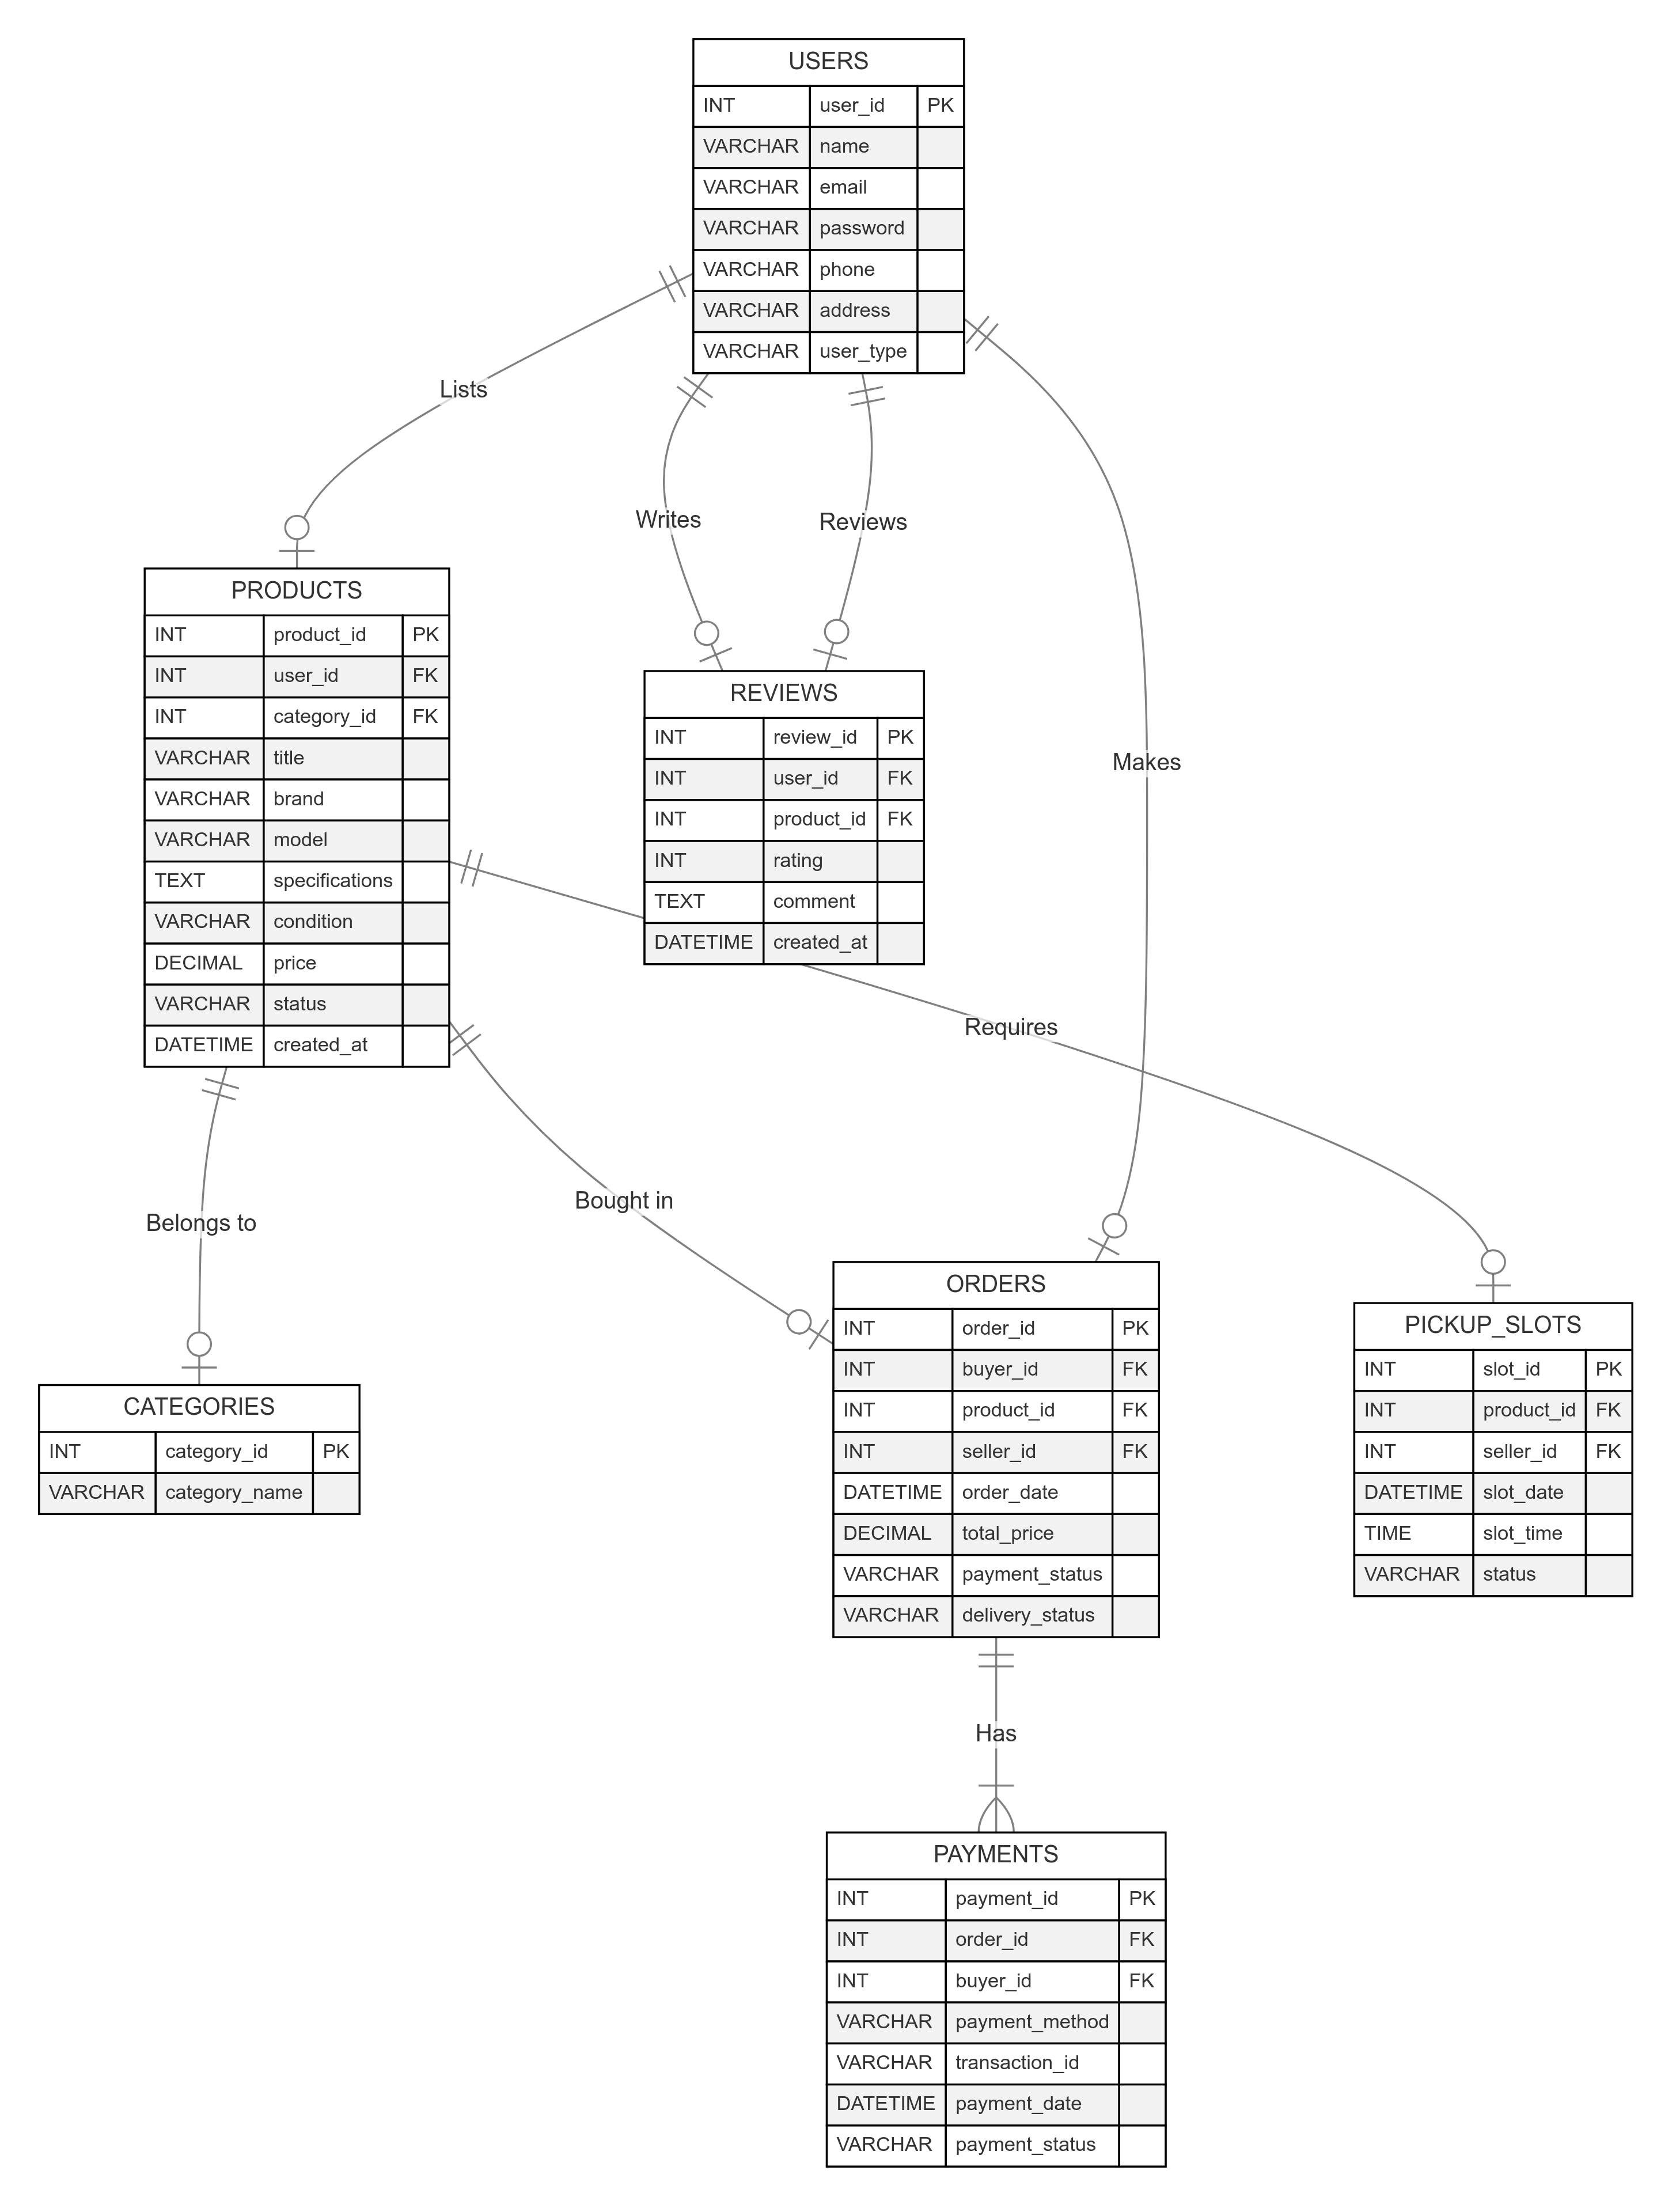 USERS
INT user_id PK
VARCHAR name
VARCHAR email
VARCHAR password
VARCHAR phone
VARCHAR address
VARCHAR user_type
Lists
Writes
Reviews
Makes
PRODUCTS
INT product_id PK
INT user_id FK
INT category_id FK
VARCHAR title
VARCHAR brand
VARCHAR model
TEXT specifications
VARCHAR condition
DECIMAL price
VARCHAR status
DATETIME created_at
REVIEWS
INT review_id PK
INT user_id FK
INT product_id FK
INT rating
TEXT comment
DATETIME created_at
Requires
Belongs to
Bought in
CATEGORIES
INT category_id PK
VARCHAR category_name
ORDERS
INT order_id PK
INT buyer_id FK
INT product_id FK
INT seller_id FK
DATETIME order_date
DECIMAL total_price
VARCHAR payment_status
VARCHAR delivery_status
PICKUP_SLOTS
INT slot_id PK
INT product_id FK
INT seller_id FK
DATETIME slot_date
TIME slot_time
VARCHAR status
Has
PAYMENTS
INT payment_id PK
INT order_id FK
INT buyer_id FK
VARCHAR payment_method
VARCHAR transaction_id
DATETIME payment_date
VARCHAR payment_status